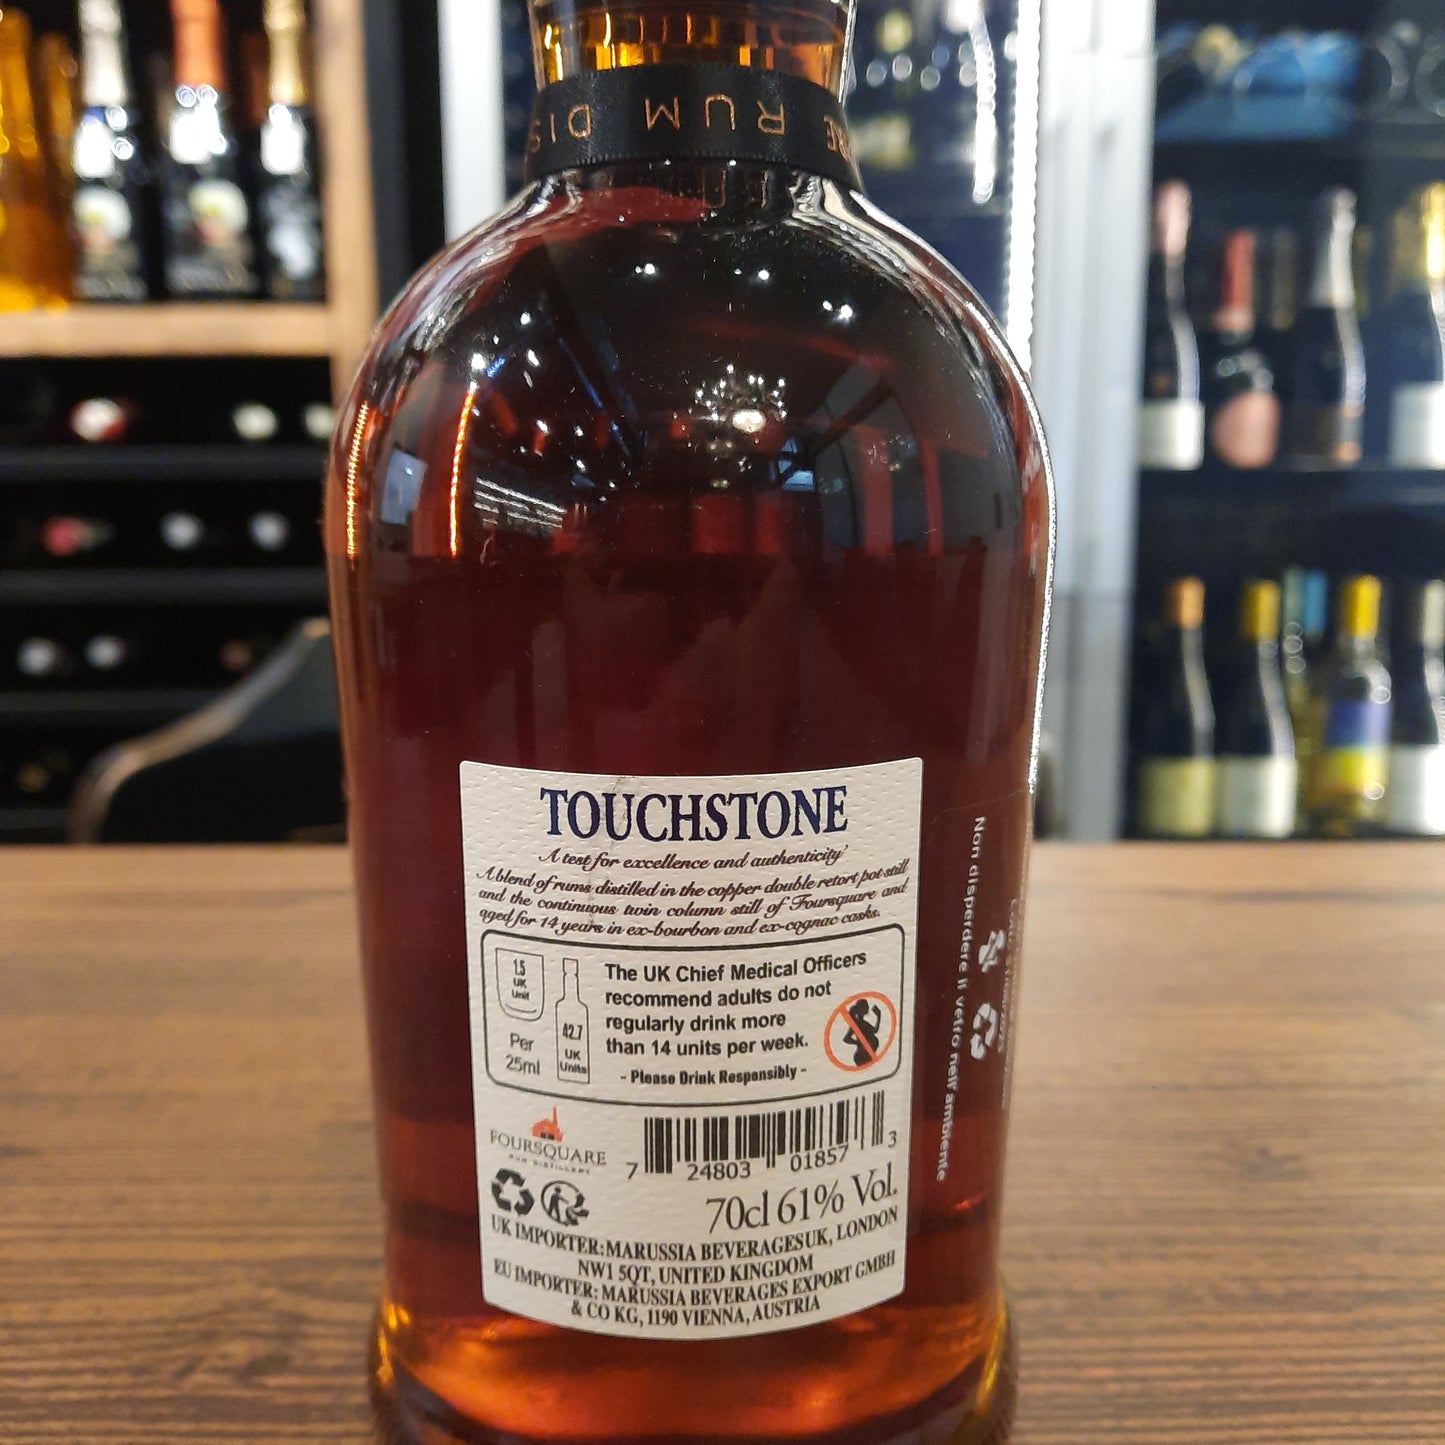 RUM DIS
TOUCHSTONE
'A test for excellence and authenticity'
A blend of rums distilled in the copper double retort pot still
and the continuous twin column still of Foursquare and
aged for 14 years in ex-bourbon and ex-cognac casks.
1.5
UK
Unit
Per
25ml
42.7
UK
Units
The UK Chief Medical Officers
recommend adults do not
regularly drink more
than 14 units per week.
- Please Drink Responsibly -
FOURSQUARE
RUM DISTILLERY
7 24803 01857 3
70cl 61% Vol.
UK IMPORTER: MARUSSIA BEVERAGES UK, LONDON
NW1 5QT, UNITED KINGDOM
EU IMPORTER: MARUSSIA BEVERAGES EXPORT GMBH
& CO KG, 1190 VIENNA, AUSTRIA
Non disperdere il vetro nell'ambiente